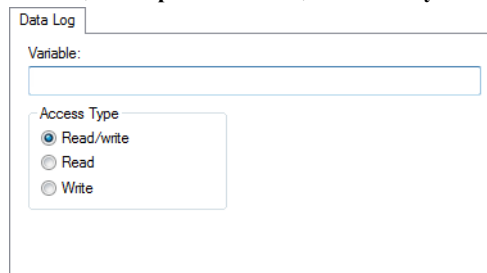 Data Log
Variable:
Access Type
Read/write
Read
Write